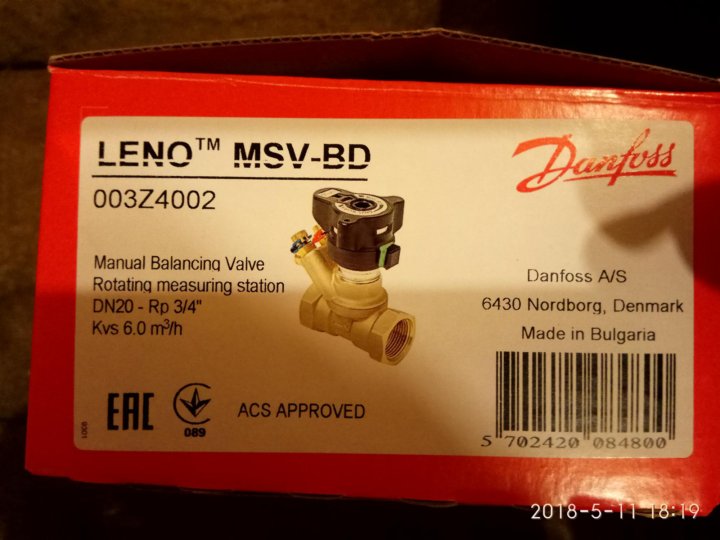 LENO™ MSV-BD
003Z4002
Danfoss
Manual Balancing Valve
Rotating measuring station
DN20 - Rp 3/4"
Kvs 6.0 m³/h
Danfoss A/S
6430 Nordborg, Denmark
Made in Bulgaria
EAC
089
ACS APPROVED
5 702420 084800
2018-5-11 18:19